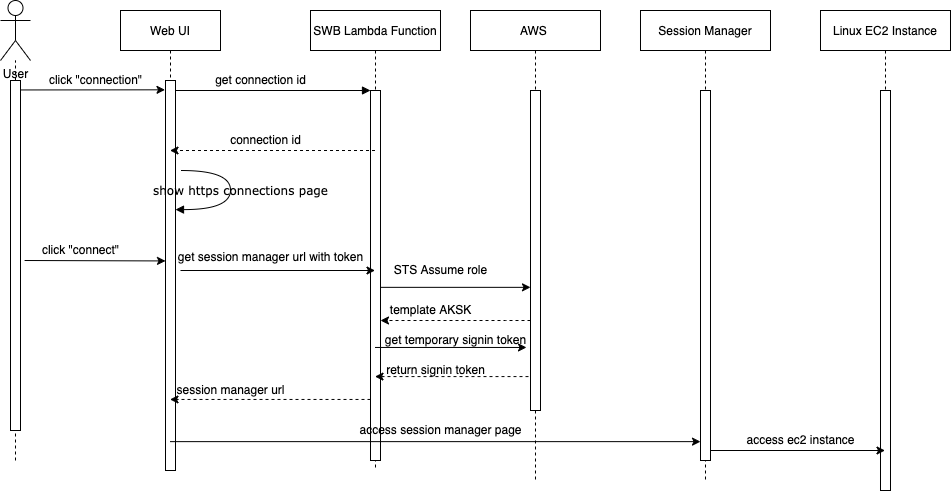 Web UI
SWB Lambda Function
AWS
Session Manager
Linux EC2 Instance
User
click "connection"
get connection id
connection id
show https connections page
click "connect"
get session manager url with token
STS Assume role
template AKSK
get temporary signin token
return signin token
session manager url
access session manager page
access ec2 instance